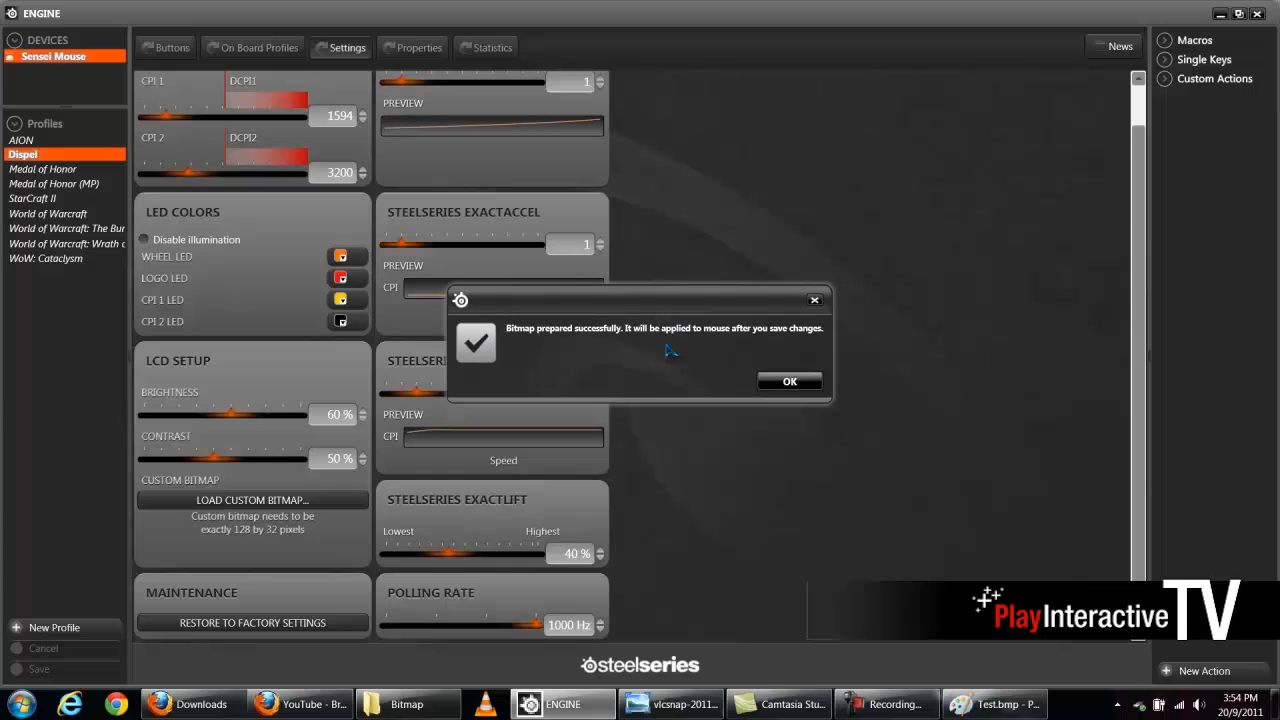 ENGINE
DEVICES
Sensei Mouse
Profiles
AION
Dispel
Medal of Honor
Medal of Honor (MP)
StarCraft II
World of Warcraft
World of Warcraft: The Bur
World of Warcraft: Wrath o
WoW: Cataclysm
New Profile
Cancel
Save
Buttons
On Board Profiles
Settings
Properties
Statistics
News
CPI 1
DCPI1
1594
CPI 2
DCPI2
3200
LED COLORS
Disable illumination
WHEEL LED
LOGO LED
CPI 1 LED
CPI 2 LED
LCD SETUP
BRIGHTNESS
60 %
CONTRAST
50 %
CUSTOM BITMAP
LOAD CUSTOM BITMAP...
Custom bitmap needs to be
exactly 128 by 32 pixels
MAINTENANCE
RESTORE TO FACTORY SETTINGS
1
PREVIEW
STEELSERIES EXACTACCEL
1
PREVIEW
CPI
STEELSERIE
PREVIEW
CPI
Speed
STEELSERIES EXACTLIFT
Lowest
Highest
40 %
POLLING RATE
1000 Hz
Bitmap prepared successfully. It will be applied to mouse after you save changes.
OK
Macros
Single Keys
Custom Actions
PlayInteractive TV
New Action
steelseries
Downloads
YouTube - Br...
Bitmap
ENGINE
vlcsnap-2011...
Camtasia Stu...
Recording...
Test.bmp - P...
3:54 PM
20/9/2011